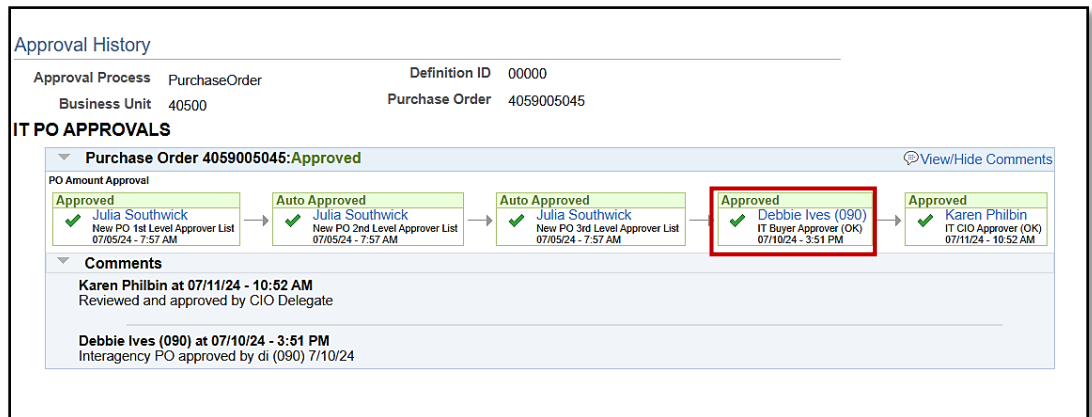 Approval History
Approval Process PurchaseOrder Definition ID 00000
Business Unit 40500 Purchase Order 4059005045
IT PO APPROVALS
Purchase Order 4059005045:Approved View/Hide Comments
PO Amount Approval
Approved
Julia Southwick
New PO 1st Level Approver List
07/05/24 - 7:57 AM
Auto Approved
Julia Southwick
New PO 2nd Level Approver List
07/05/24 - 7:57 AM
Auto Approved
Julia Southwick
New PO 3rd Level Approver List
07/05/24 - 7:57 AM
Approved
Debbie Ives (090)
IT Buyer Approver (OK)
07/10/24 - 3:51 PM
Approved
Karen Philbin
IT CIO Approver (OK)
07/11/24 - 10:52 AM
Comments
Karen Philbin at 07/11/24 - 10:52 AM
Reviewed and approved by CIO Delegate
Debbie Ives (090) at 07/10/24 - 3:51 PM
Interagency PO approved by di (090) 7/10/24